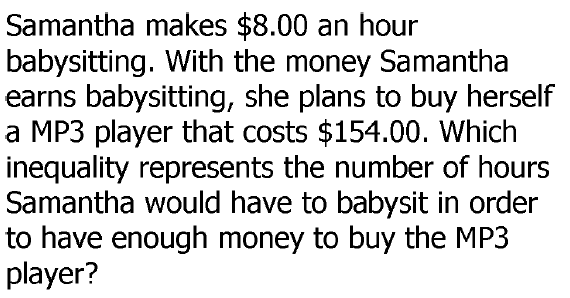 Samantha makes $8.00 an hour
babysitting. With the money Samantha
earns babysitting, she plans to buy herself
a MP3 player that costs $154.00. Which
inequality represents the number of hours
Samantha would have to babysit in order
to have enough money to buy the MP3
player?